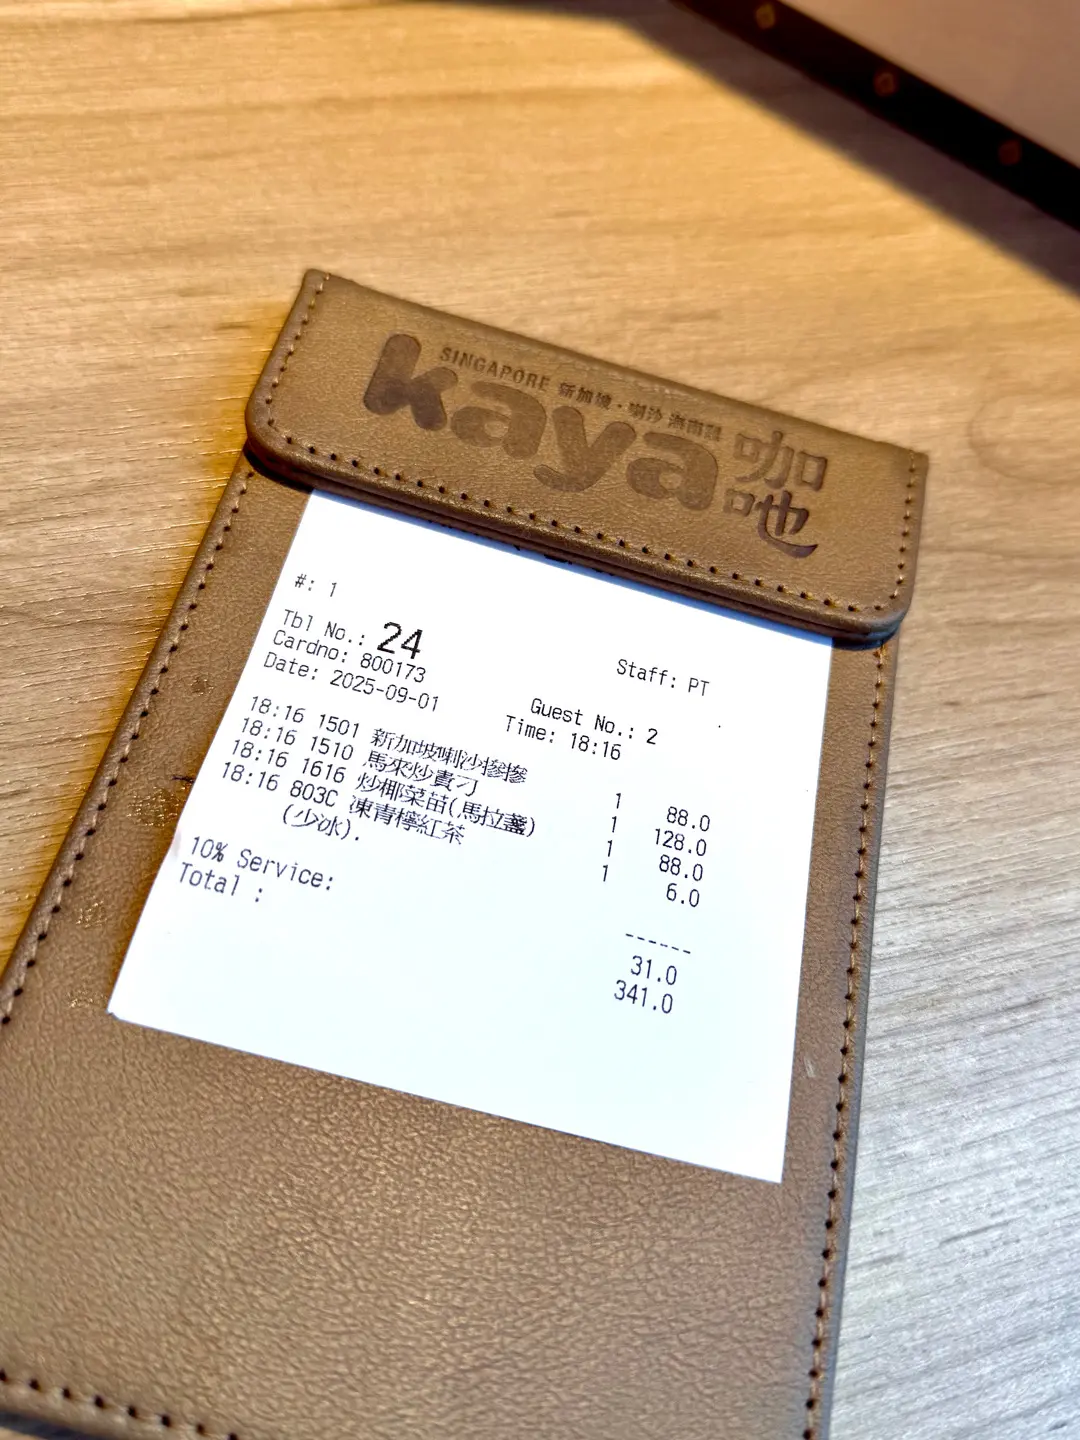 SINGAPORE 新加坡・喇沙 海南雞
kaya 咖吔
#: 1
Tbl No.: 24 Staff: PT
Cardno: 800173 Guest No.: 2
Date: 2025-09-01 Time: 18:16
18:16 1501 新加坡喇沙摻摻 1 88.0
18:16 1510 馬來炒貴刁 1 128.0
18:16 1616 炒椰菜苗(馬拉盞) 1 88.0
18:16 803C 凍青檸紅茶 1 6.0
(少冰).
------
10% Service: 31.0
Total : 341.0